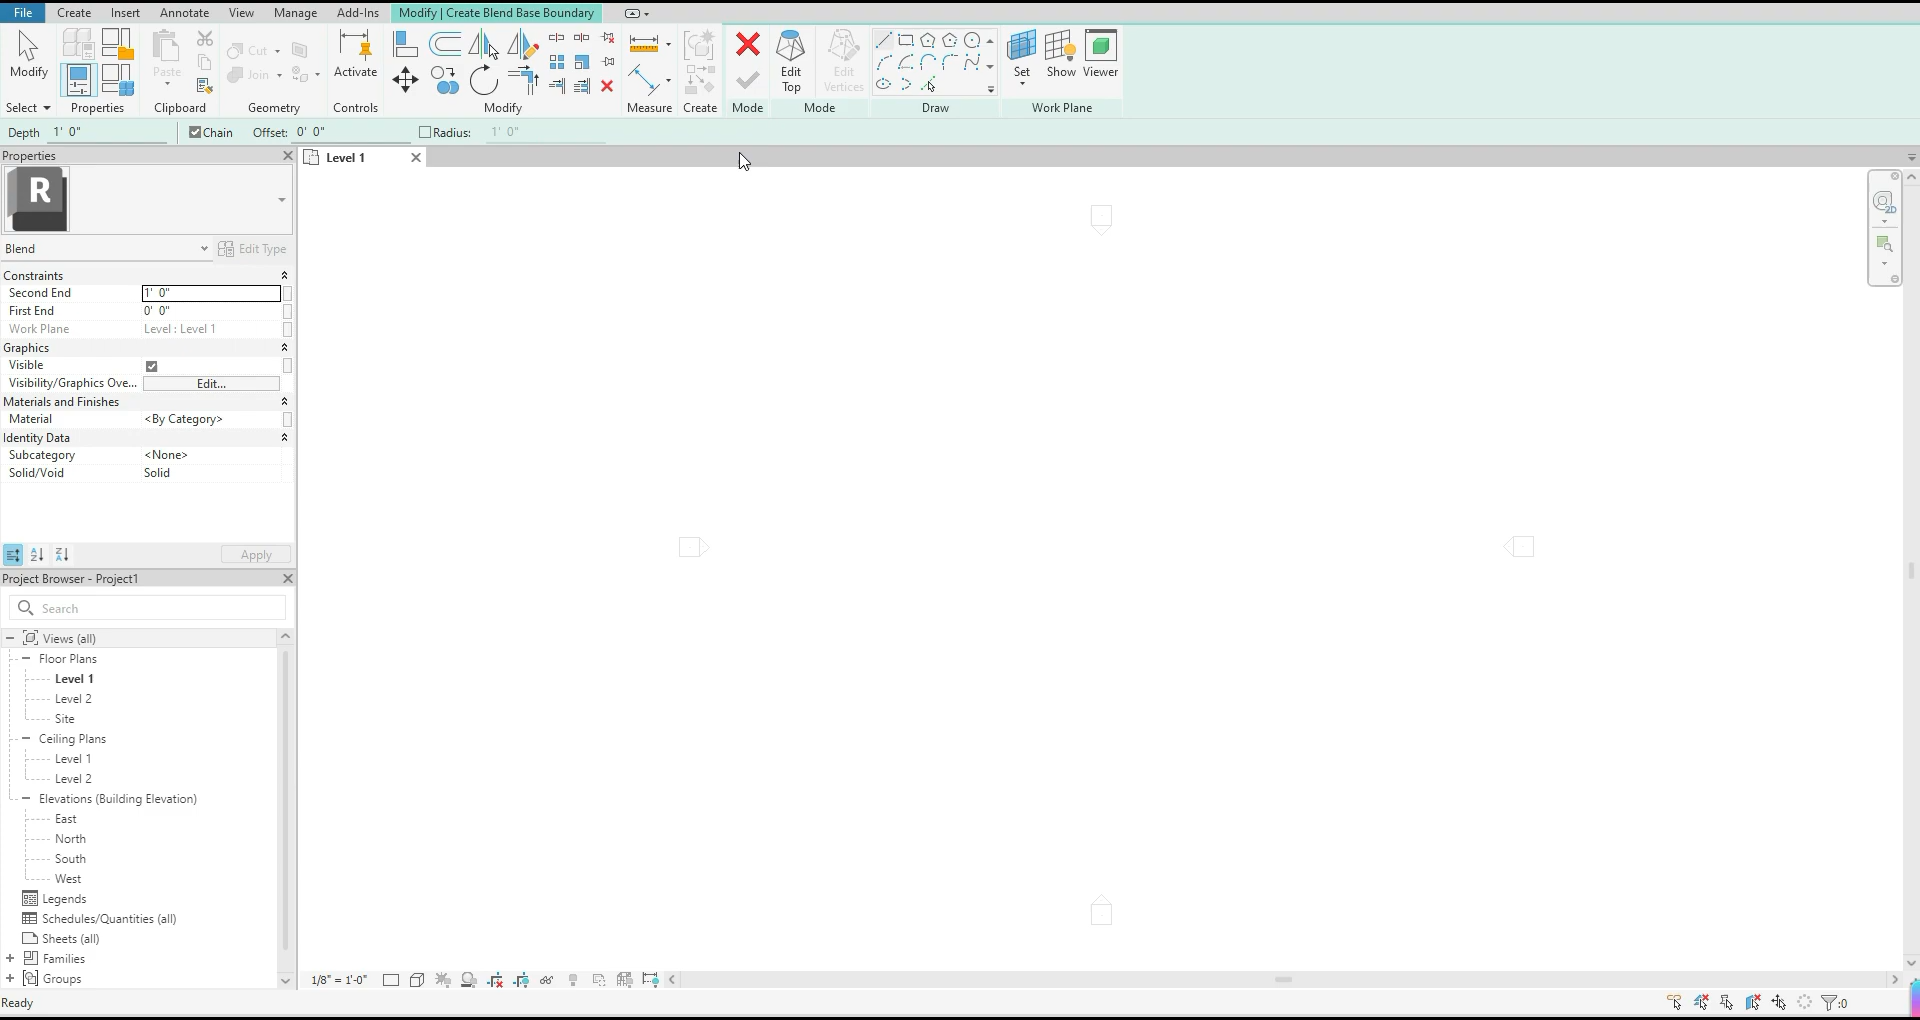 File Create Insert Annotate View Manage Add-Ins Modify | Create Blend Base Boundary
Modify Paste Cut Join Activate Edit Top Edit Vertices Set Show Viewer
Select Properties Clipboard Geometry Controls Modify Measure Create Mode Mode Draw Work Plane
Depth 1' 0" Chain Offset: 0' 0" Radius: 1' 0"
Properties
Level 1
R
2D
Blend Edit Type
Constraints
Second End 1' 0"
First End 0' 0"
Work Plane Level : Level 1
Graphics
Visible
Visibility/Graphics Ove... Edit...
Materials and Finishes
Material <By Category>
Identity Data
Subcategory <None>
Solid/Void Solid
Apply
Project Browser - Project1
Search
Views (all)
Floor Plans
Level 1
Level 2
Site
Ceiling Plans
Level 1
Level 2
Elevations (Building Elevation)
East
North
South
West
Legends
Schedules/Quantities (all)
Sheets (all)
Families
Groups
1/8" = 1'-0"
Ready
:0